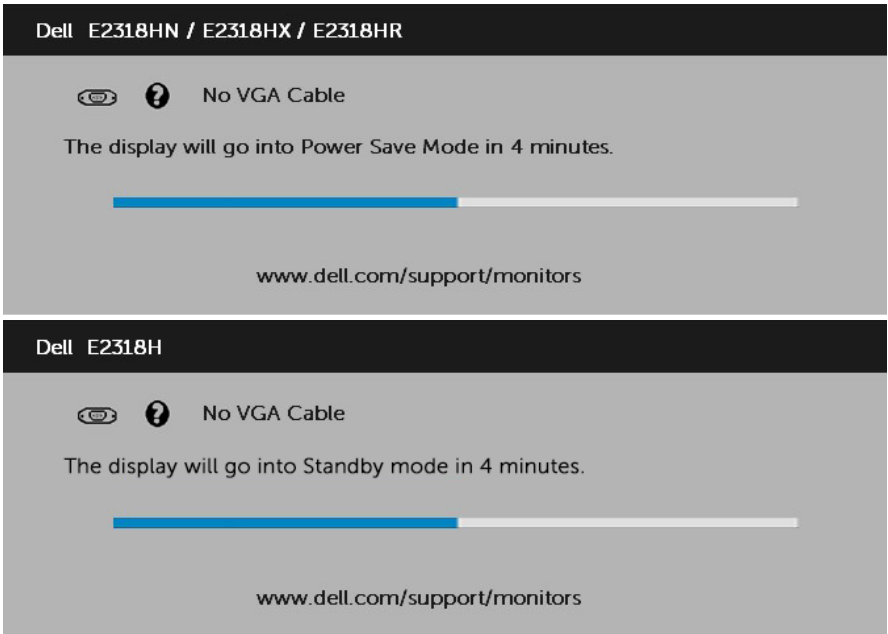 Dell E2318HN / E2318HX / E2318HR
? No VGA Cable
The display will go into Power Save Mode in 4 minutes.
www.dell.com/support/monitors
Dell E2318H
? No VGA Cable
The display will go into Standby mode in 4 minutes.
www.dell.com/support/monitors